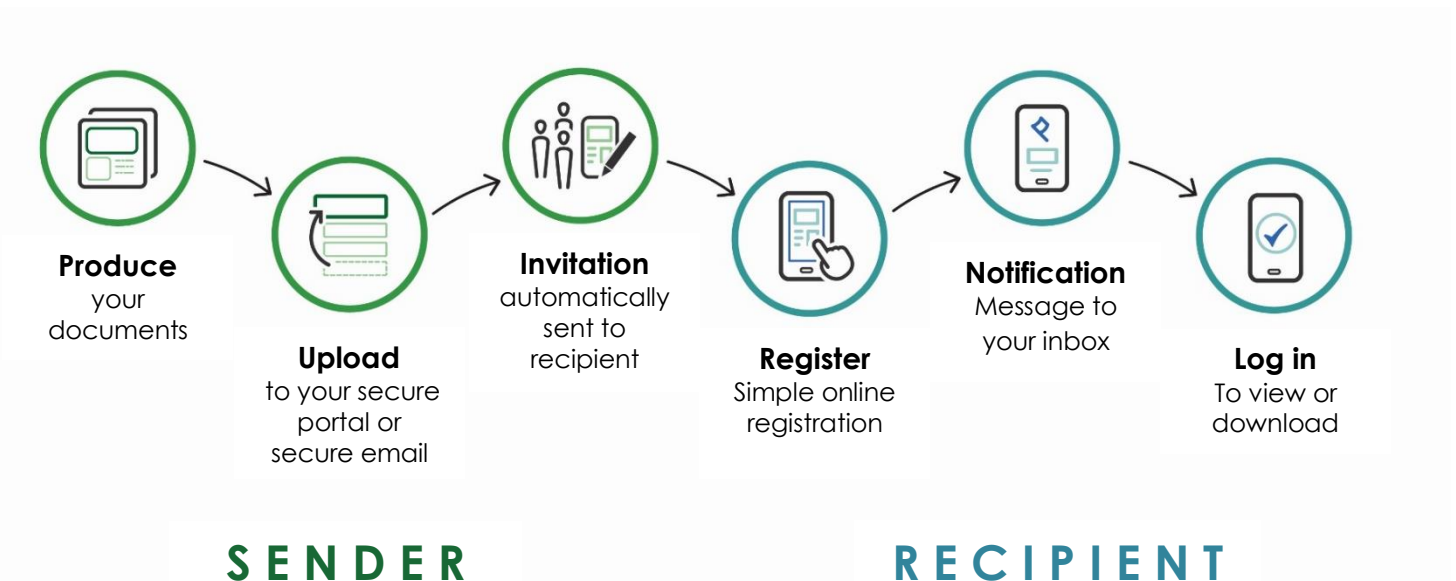 Produce
your
documents
Upload
to your secure
portal or
secure email
Invitation
automatically
sent to
recipient
Register
Simple online
registration
Notification
Message to
your inbox
Log in
To view or
download
SENDER
RECIPIENT